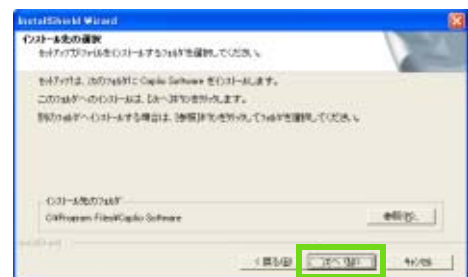 InstallShield Wizard
インストール先の選択
セットアップがファイルをインストールするフォルダを選択してください。
セットアップは、次のフォルダに Caplio Software をインストールします。
このフォルダへのインストールは、[次へ]ボタンをクリックします。
別のフォルダへインストールする場合は、[参照]ボタンをクリックしてフォルダを選択してください。
インストール先のフォルダ
C:¥Program Files¥Caplio Software
参照(R)...
InstallShield
< 戻る(B)
次へ(N) >
キャンセル